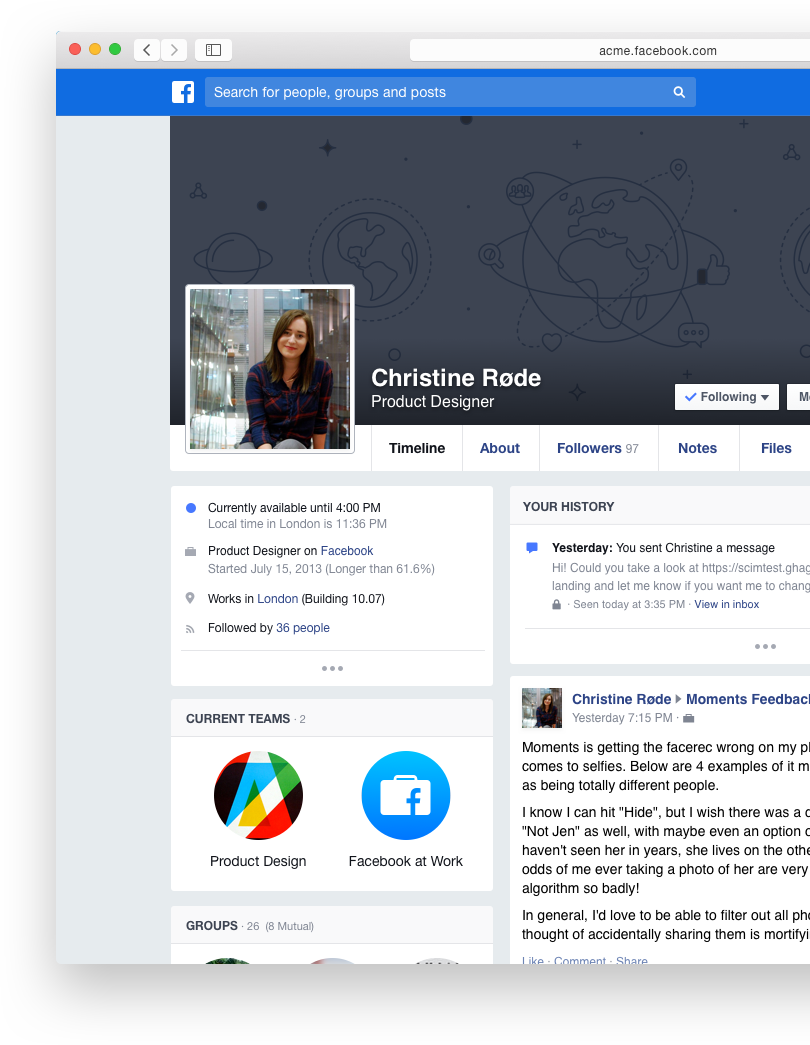 acme.facebook.com
Search for people, groups and posts
Christine Røde
Product Designer
Following
Timeline
About
Followers 97
Notes
Files
Currently available until 4:00 PM
Local time in London is 11:36 PM
Product Designer on Facebook
Started July 15, 2013 (Longer than 61.6%)
Works in London (Building 10.07)
Followed by 36 people
CURRENT TEAMS · 2
Product Design
Facebook at Work
GROUPS · 26 (8 Mutual)
YOUR HISTORY
Yesterday: You sent Christine a message
Hi! Could you take a look at https://scimtest.ghag
landing and let me know if you want me to chang
· Seen today at 3:35 PM · View in inbox
Christine Røde Moments Feedbac
Yesterday 7:15 PM ·
Moments is getting the facerec wrong on my
comes to selfies. Below are 4 examples of it
as being totally different people.
I know I can hit "Hide", but I wish there was a
"Not Jen" as well, with maybe even an option
haven't seen her in years, she lives on the othe
odds of me ever taking a photo of her are very
algorithm so badly!
In general, I'd love to be able to filter out all pho
thought of accidentally sharing them is mortifyi
Like · Comment · Share